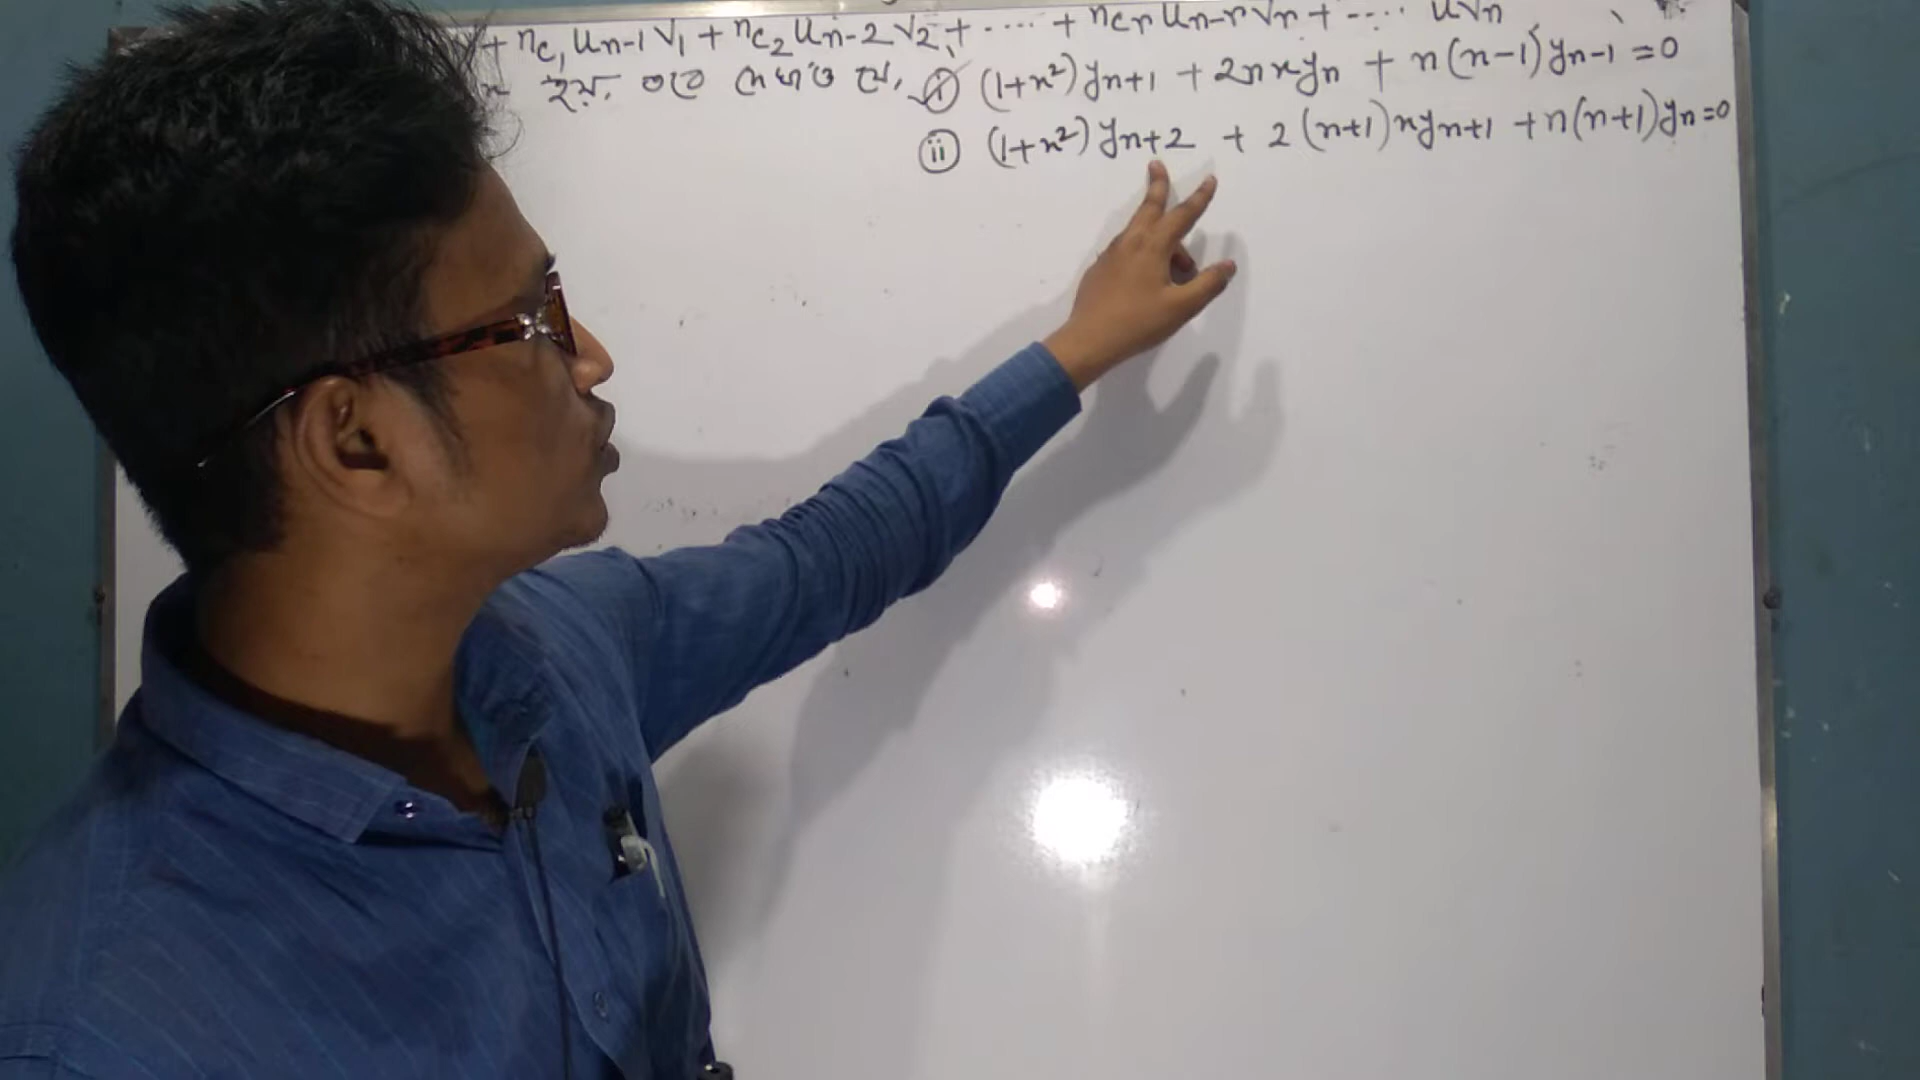 + nc₁ uₙ₋₁ v₁ + nc₂ uₙ₋₂ v₂ + ..... + ncᵣ uₙ₋ᵣ vᵣ + ..... uvₙ
x হয়. তবে দেখাও যে, ⓘ (1+x²) yₙ₊₁ + 2nxyₙ + n(n-1) yₙ₋₁ = 0
ⓘⓘ (1+x²) yₙ₊₂ + 2(n+1)xyₙ₊₁ + n(n+1)yₙ = 0